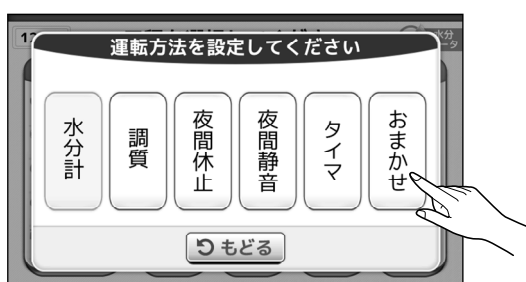 運転方法を設定してください
水分計
調質
夜間休止
夜間静音
タイマ
おまかせ
もどる